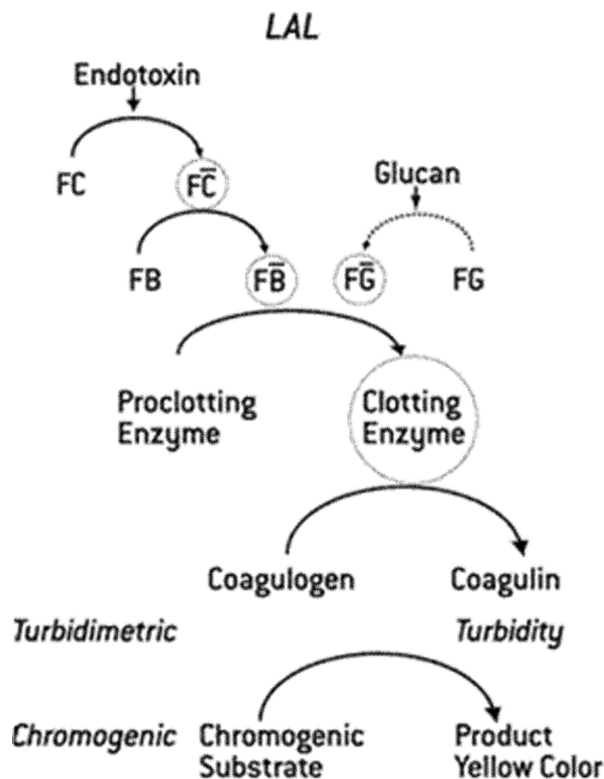 LAL
Endotoxin
FC
FC̅
Glucan
FB
FB̅
FG̅
FG
Proclotting
Enzyme
Clotting
Enzyme
Coagulogen
Coagulin
Turbidimetric
Turbidity
Chromogenic
Chromogenic
Substrate
Product
Yellow Color